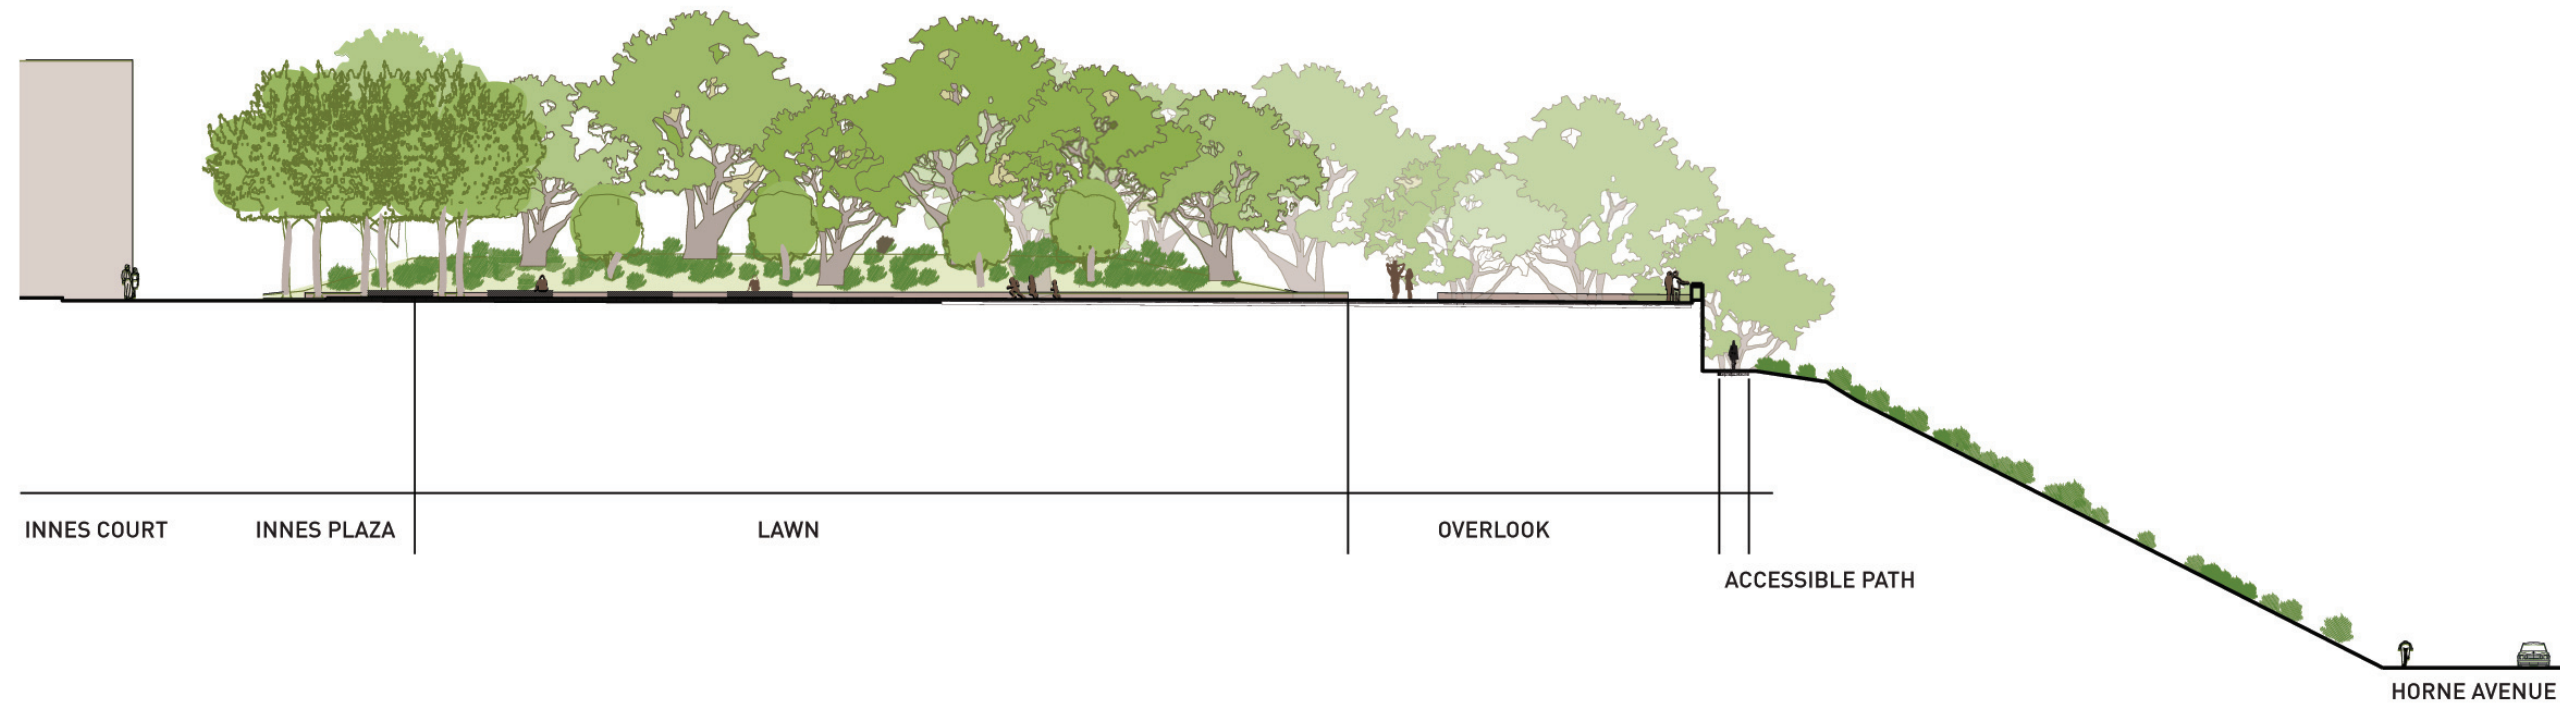 INNES COURT
INNES PLAZA
LAWN
OVERLOOK
ACCESSIBLE PATH
HORNE AVENUE